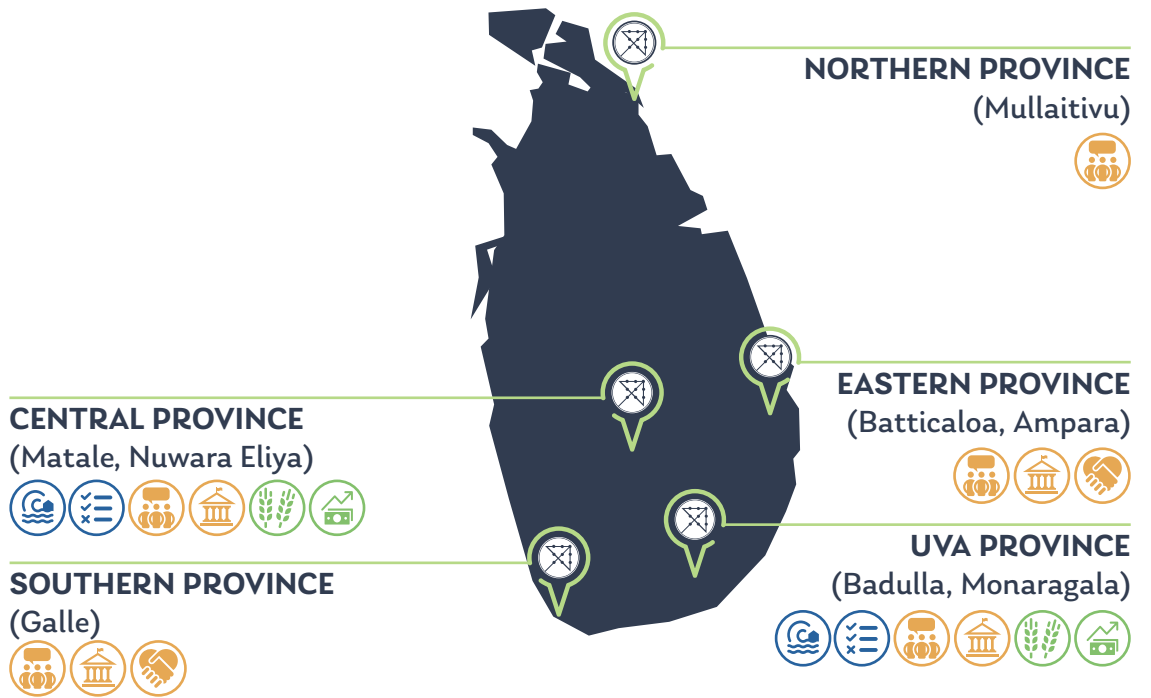 NORTHERN PROVINCE
(Mullaitivu)
EASTERN PROVINCE
(Batticaloa, Ampara)
CENTRAL PROVINCE
(Matale, Nuwara Eliya)
UVA PROVINCE
(Badulla, Monaragala)
SOUTHERN PROVINCE
(Galle)